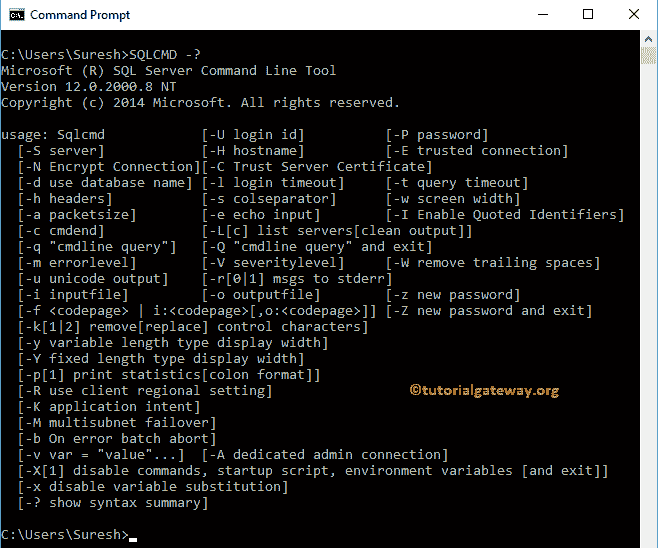 Command Prompt
C:\Users\Suresh>SQLCMD -?
Microsoft (R) SQL Server Command Line Tool
Version 12.0.2000.8 NT
Copyright (c) 2014 Microsoft. All rights reserved.
usage: Sqlcmd            [-U login id]          [-P password]
  [-S server]            [-H hostname]          [-E trusted connection]
  [-N Encrypt Connection][-C Trust Server Certificate]
  [-d use database name] [-l login timeout]     [-t query timeout]
  [-h headers]           [-s colseparator]      [-w screen width]
  [-a packetsize]        [-e echo input]        [-I Enable Quoted Identifiers]
  [-c cmdend]            [-L[c] list servers[clean output]]
  [-q "cmdline query"]   [-Q "cmdline query" and exit]
  [-m errorlevel]        [-V severitylevel]     [-W remove trailing spaces]
  [-u unicode output]    [-r[0|1] msgs to stderr]
  [-i inputfile]         [-o outputfile]        [-z new password]
  [-f <codepage> | i:<codepage>[,o:<codepage>]] [-Z new password and exit]
  [-k[1|2] remove[replace] control characters]
  [-y variable length type display width]
  [-Y fixed length type display width]
  [-p[1] print statistics[colon format]]
  [-R use client regional setting]
©tutorialgateway.org
  [-K application intent]
  [-M multisubnet failover]
  [-b On error batch abort]
  [-v var = "value"...]  [-A dedicated admin connection]
  [-X[1] disable commands, startup script, environment variables [and exit]]
  [-x disable variable substitution]
  [-? show syntax summary]
C:\Users\Suresh>